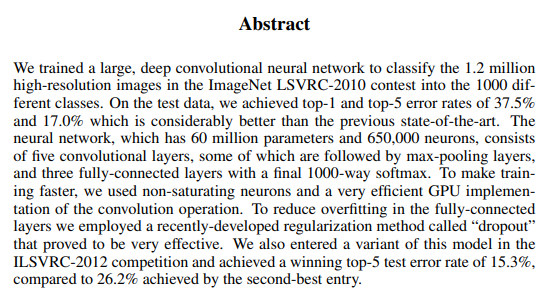 Abstract
We trained a large, deep convolutional neural network to classify the 1.2 million
high-resolution images in the ImageNet LSVRC-2010 contest into the 1000 dif-
ferent classes. On the test data, we achieved top-1 and top-5 error rates of 37.5%
and 17.0% which is considerably better than the previous state-of-the-art. The
neural network, which has 60 million parameters and 650,000 neurons, consists
of five convolutional layers, some of which are followed by max-pooling layers,
and three fully-connected layers with a final 1000-way softmax. To make train-
ing faster, we used non-saturating neurons and a very efficient GPU implemen-
tation of the convolution operation. To reduce overfitting in the fully-connected
layers we employed a recently-developed regularization method called “dropout”
that proved to be very effective. We also entered a variant of this model in the
ILSVRC-2012 competition and achieved a winning top-5 test error rate of 15.3%,
compared to 26.2% achieved by the second-best entry.